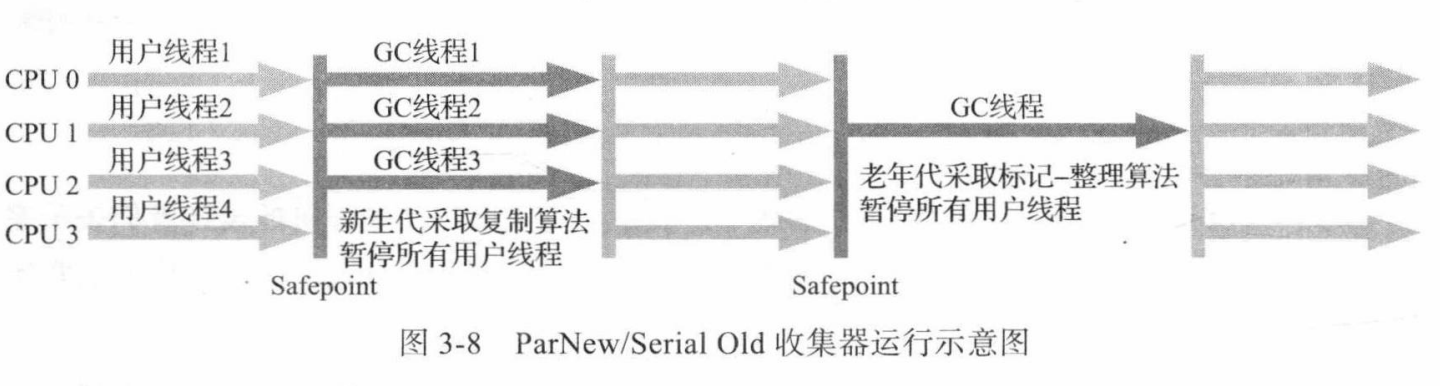 用户线程1
GC线程1
CPU 0
用户线程2
GC线程2
GC线程
CPU 1
用户线程3
GC线程3
CPU 2
老年代采取标记-整理算法
暂停所有用户线程
用户线程4
新生代采取复制算法
暂停所有用户线程
CPU 3
Safepoint
Safepoint
图 3-8 ParNew/Serial Old 收集器运行示意图